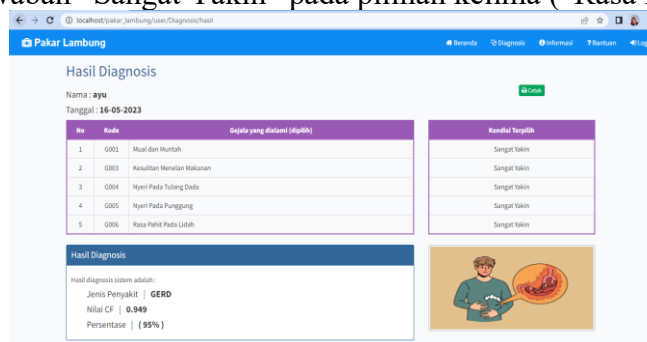 "Sangat Yakin" pada pilihan kelima ("Rasa
localhost/pakar_lambung/user/Diagnosis/hasil
Pakar Lambung
Beranda Diagnosis Informasi Bantuan
Hasil Diagnosis
Nama : ayu
Cetak
Tanggal : 16-05-2023
No Kode Gejala yang dialami (dipilih) Kondisi Terpilih
1 G001 Mual dan Muntah Sangat Yakin
2 G003 Kesulitan Menelan Makanan Sangat Yakin
3 G004 Nyeri Pada Tulang Dada Sangat Yakin
4 G005 Nyeri Pada Punggung Sangat Yakin
5 G006 Rasa Pahit Pada Lidah Sangat Yakin
Hasil Diagnosis
Hasil diagnosis sistem adalah :
Jenis Penyakit | GERD
Nilai CF | 0.949
Persentase | ( 95% )